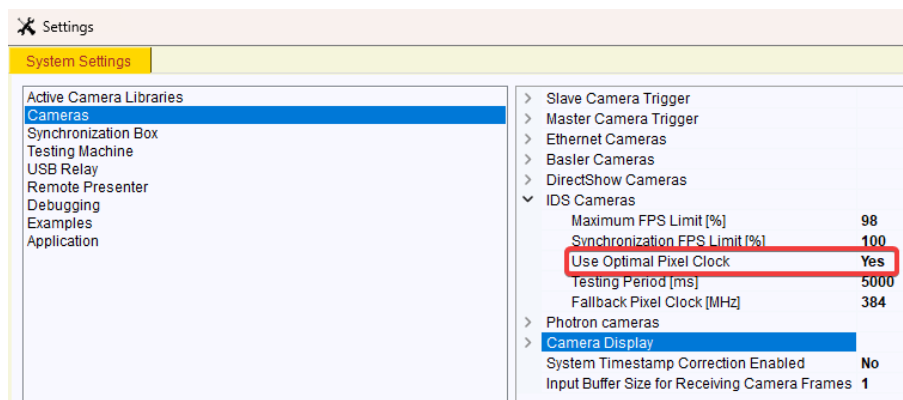 Settings
System Settings
Active Camera Libraries
Cameras
Synchronization Box
Testing Machine
USB Relay
Remote Presenter
Debugging
Examples
Application
Slave Camera Trigger
Master Camera Trigger
Ethernet Cameras
Basler Cameras
DirectShow Cameras
IDS Cameras
Maximum FPS Limit [%] 98
Synchronization FPS Limit [%] 100
Use Optimal Pixel Clock Yes
Testing Period [ms] 5000
Fallback Pixel Clock [MHz] 384
Photron cameras
Camera Display
System Timestamp Correction Enabled No
Input Buffer Size for Receiving Camera Frames 1